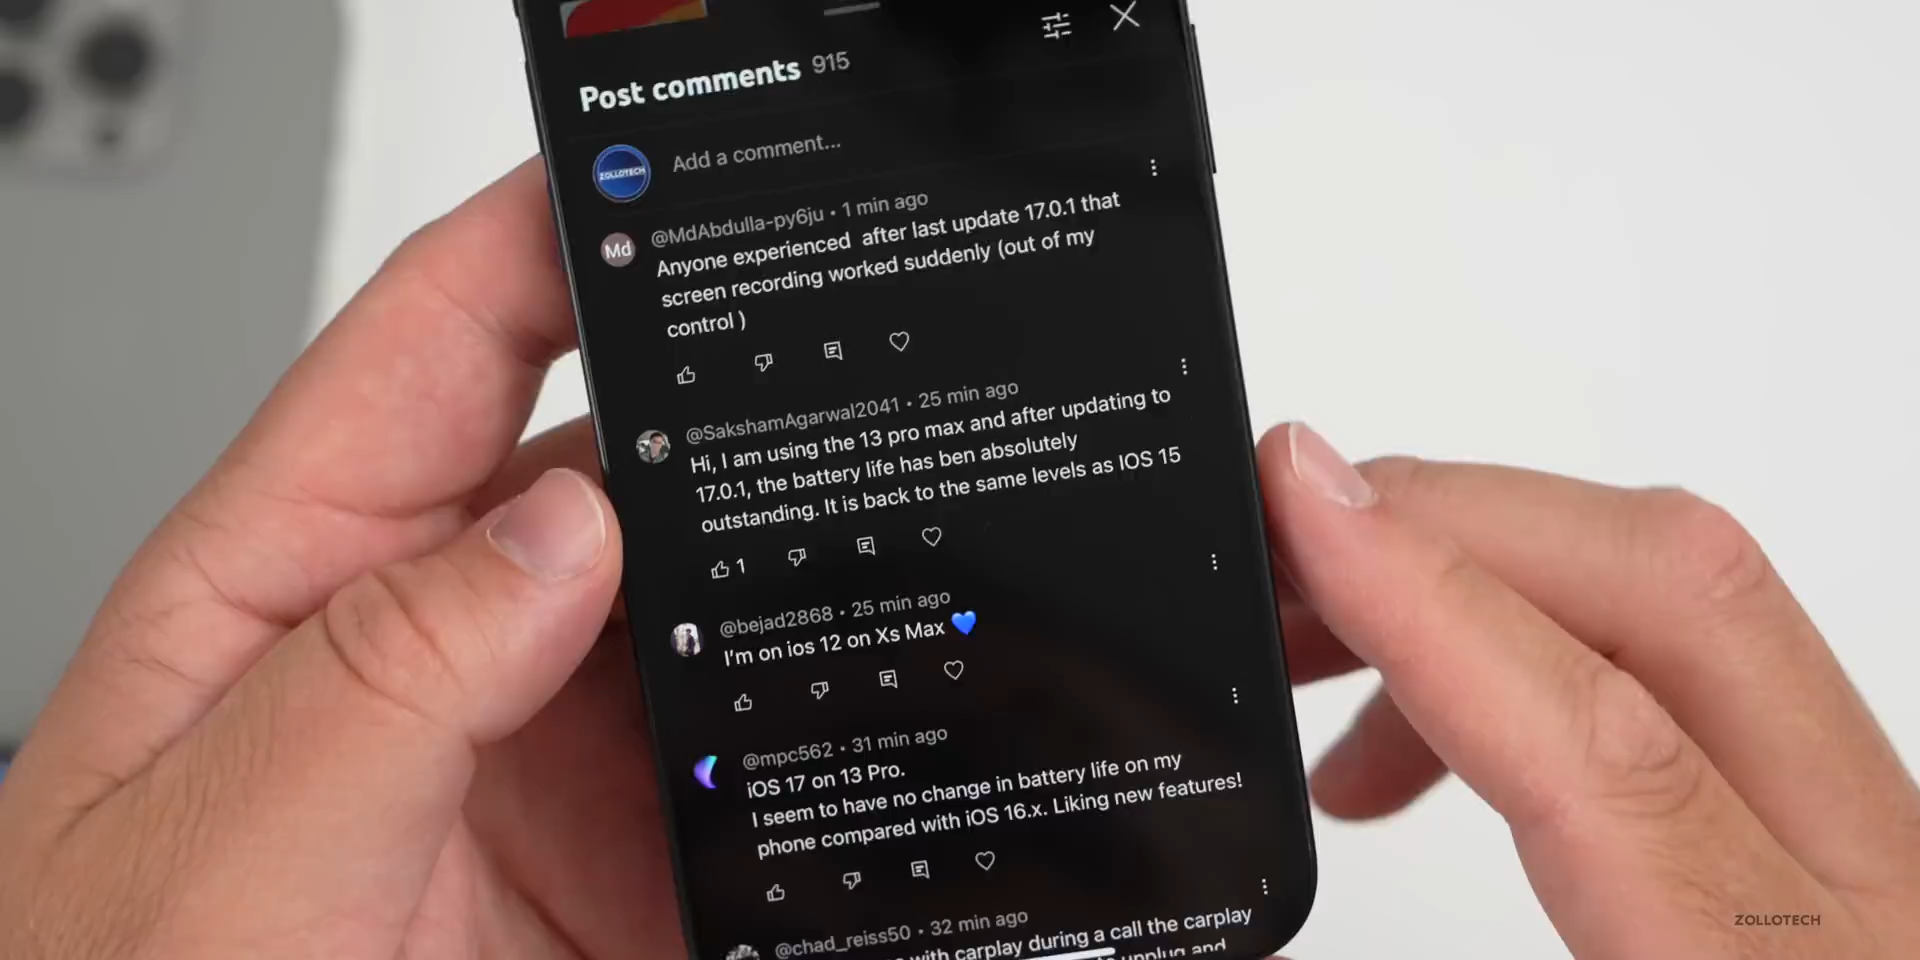 Post comments 915
ZOLLOTECH
Add a comment...
@MdAbdulla-py6ju • 1 min ago
Md
Anyone experienced after last update 17.0.1 that
screen recording worked suddenly (out of my
control )
@SakshamAgarwal2041 • 25 min ago
Hi, I am using the 13 pro max and after updating to
17.0.1, the battery life has ben absolutely
outstanding. It is back to the same levels as IOS 15
1
@bejad2868 • 25 min ago
I'm on ios 12 on Xs Max 💙
@mpc562 • 31 min ago
iOS 17 on 13 Pro.
I seem to have no change in battery life on my
phone compared with iOS 16.x. Liking new features!
@chad_reiss50 • 32 min ago
with carplay during a call the carplay
unplug and
ZOLLOTECH